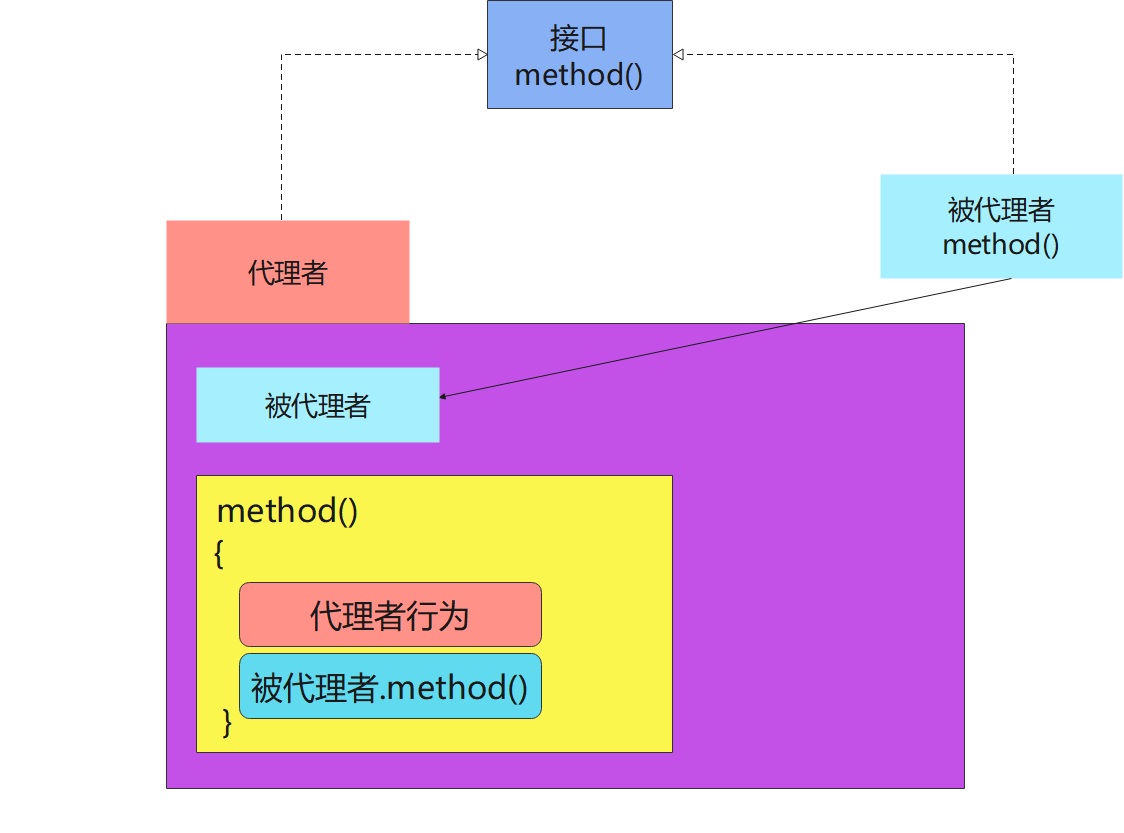 接口
method()
被代理者
method()
代理者
被代理者
method()
{
代理者行为
被代理者.method()
}